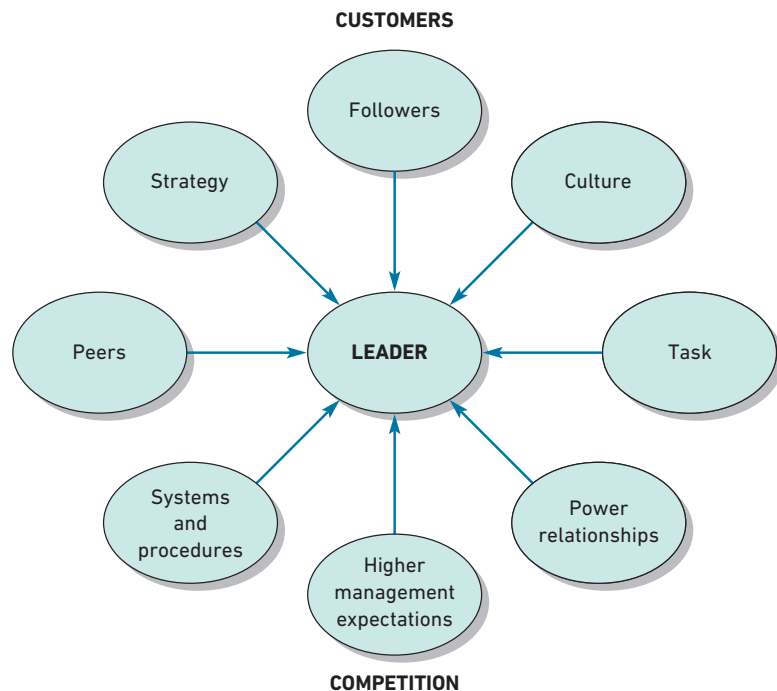 CUSTOMERS
Followers
Strategy
Culture
Peers
LEADER
Task
Systems
and
procedures
Power
relationships
Higher
management
expectations
COMPETITION